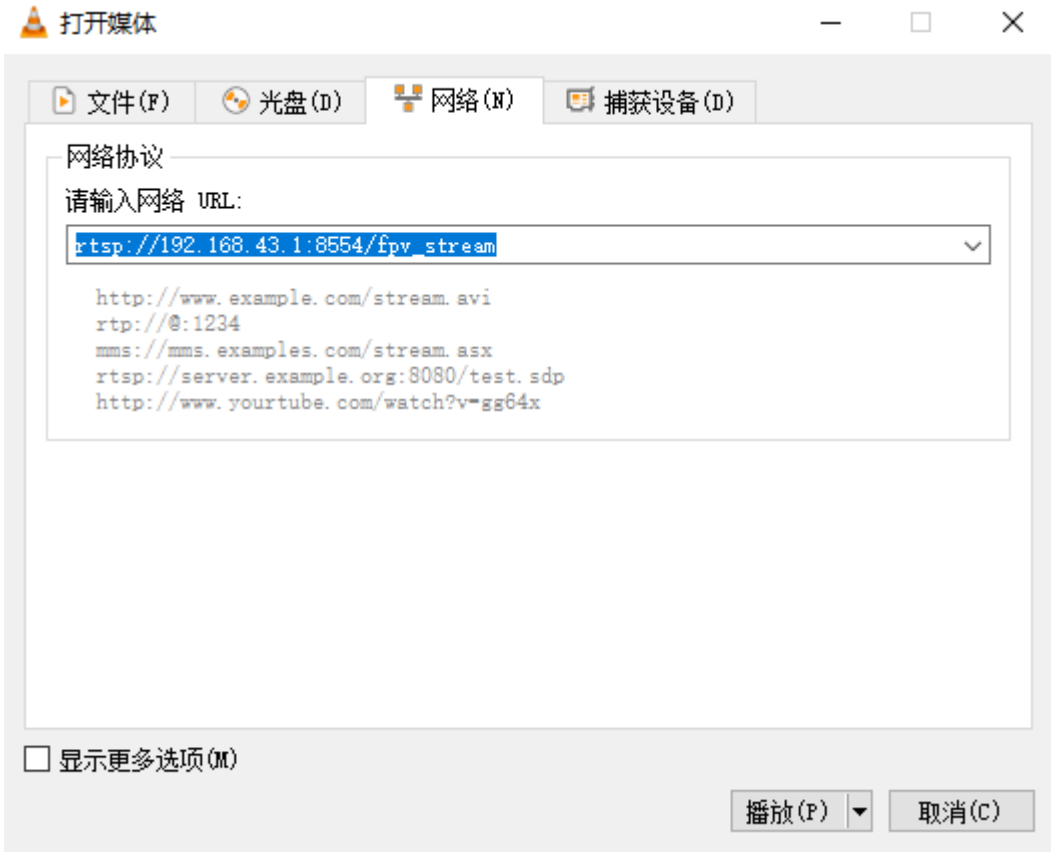 打开媒体
文件(F) 光盘(D) 网络(N) 捕获设备(D)
网络协议
请输入网络 URL:
rtsp://192.168.43.1:8554/fpv_stream
http://www.example.com/stream.avi
rtp://@:1234
mms://mms.examples.com/stream.asx
rtsp://server.example.org:8080/test.sdp
http://www.yourtube.com/watch?v=gg64x
显示更多选项(M)
播放(P) 取消(C)